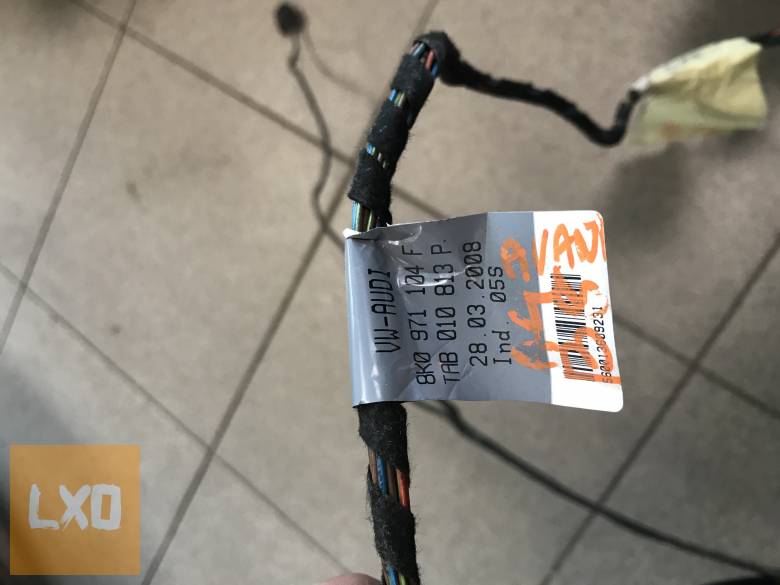 VW-AUDI
8K0 971 104 F
TAB 010 813 P.
28.03.2008
Ind. 05S
LXO